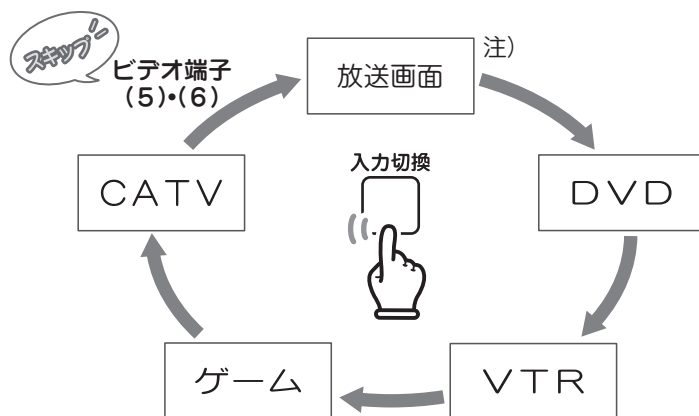 スキップ
ビデオ端子
(5)・(6)
放送画面
注)
入力切換
CATV
DVD
ゲーム
VTR